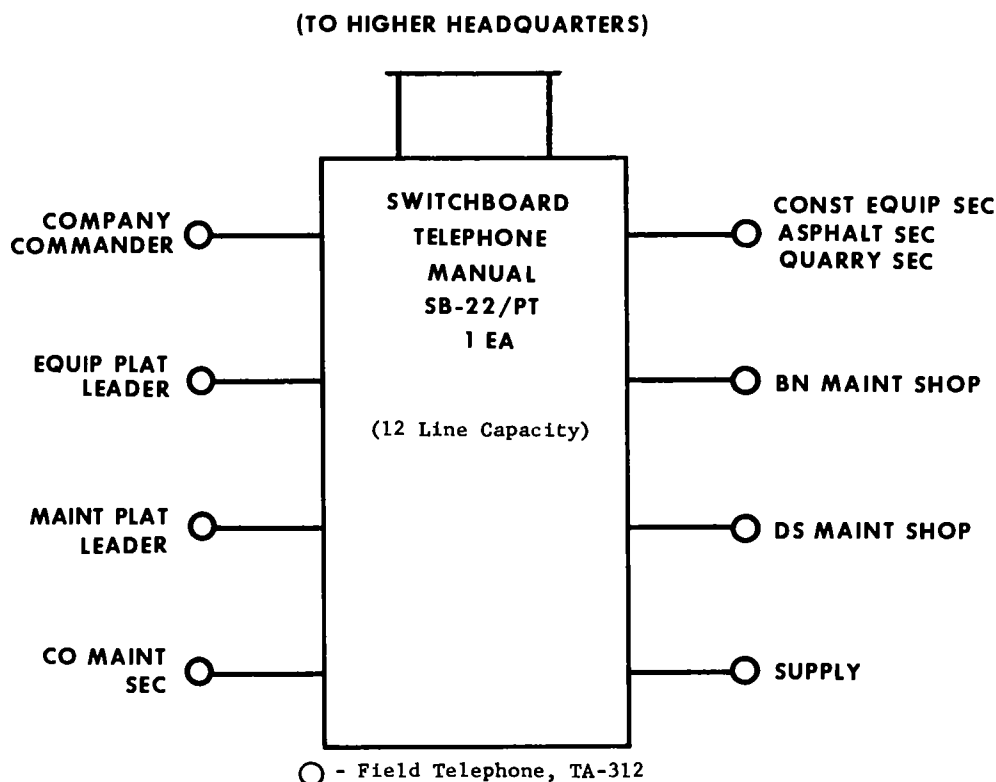 (TO HIGHER HEADQUARTERS)
SWITCHBOARD
TELEPHONE
MANUAL
SB-22/PT
1 EA
(12 Line Capacity)
COMPANY
COMMANDER
EQUIP PLAT
LEADER
MAINT PLAT
LEADER
CO MAINT
SEC
CONST EQUIP SEC
ASPHALT SEC
QUARRY SEC
BN MAINT SHOP
DS MAINT SHOP
SUPPLY
- Field Telephone, TA-312